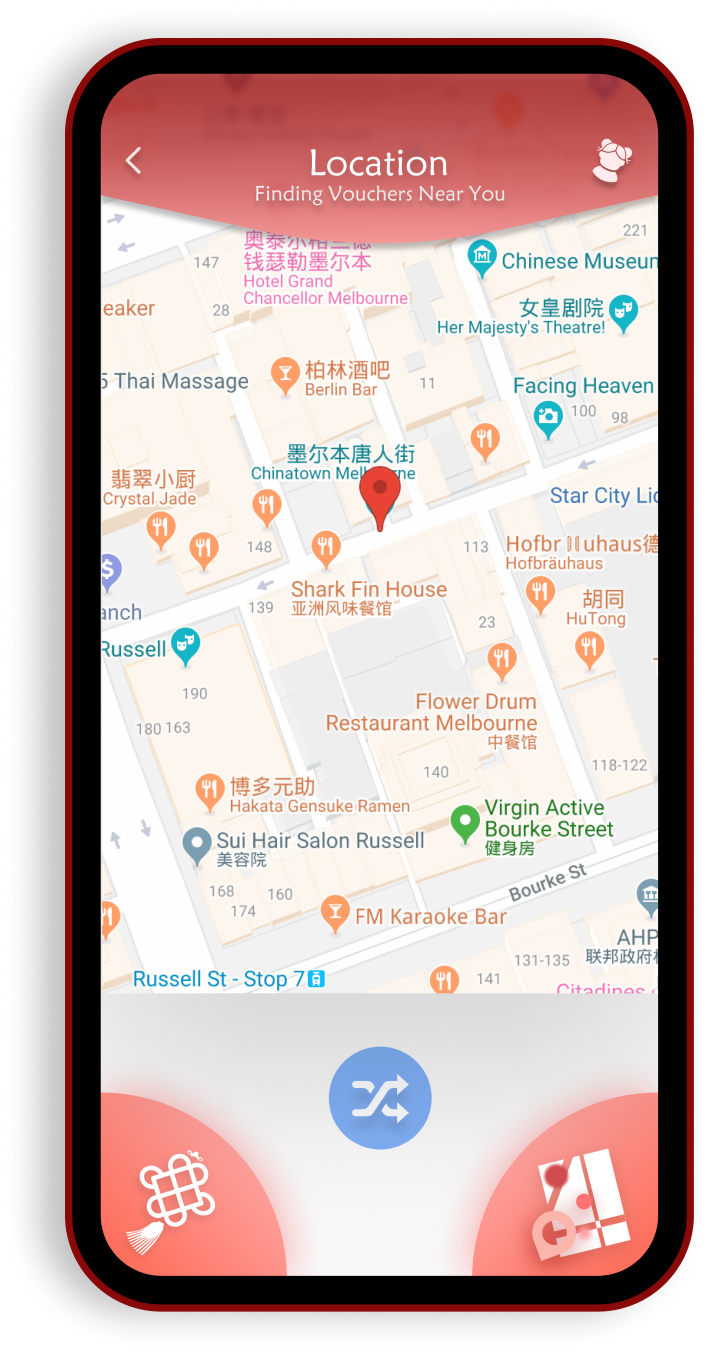 Location
Finding Vouchers Near You
221
奥泰尔格兰德
钱瑟勒墨尔本
Hotel Grand
Chancellor Melbourne
147
Chinese Museum
28
eaker
女皇剧院
Her Majesty's Theatre!
5 Thai Massage
柏林酒吧
Berlin Bar
11
Facing Heaven
100
98
墨尔本唐人街
Chinatown Melbourne
翡翠小厨
Crystal Jade
Star City Lic
148
113
Hofbräuhaus德
Hofbräuhaus
anch
139
Shark Fin House
亚洲风味餐馆
胡同
HuTong
23
Russell
190
180
163
Flower Drum
Restaurant Melbourne
中餐馆
140
118-122
博多元助
Hakata Gensuke Ramen
Virgin Active
Bourke Street
健身房
Sui Hair Salon Russell
美容院
168
160
174
Bourke St
FM Karaoke Bar
AHP
联邦政府
131-135
Russell St - Stop 7
141
Citadines